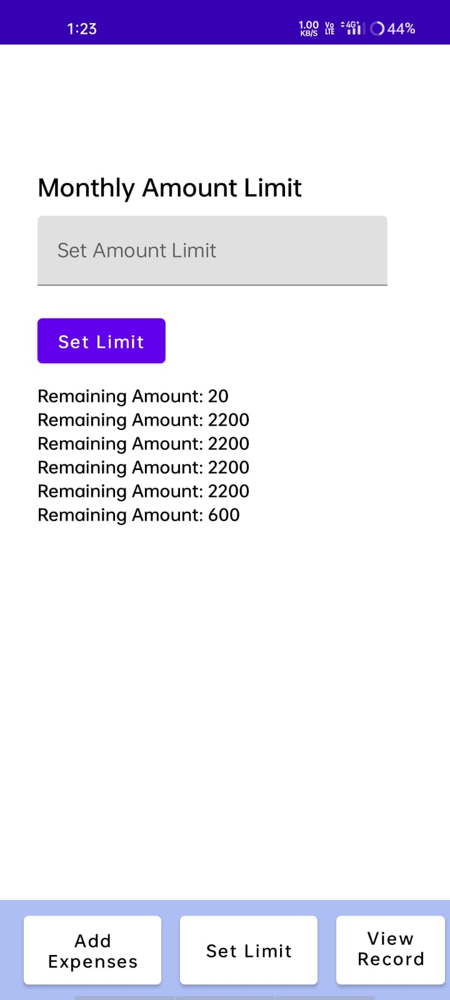 1:23
1.00 KB/S Vo LTE 4G+ 44%
Monthly Amount Limit
Set Amount Limit
Set Limit
Remaining Amount: 20
Remaining Amount: 2200
Remaining Amount: 2200
Remaining Amount: 2200
Remaining Amount: 2200
Remaining Amount: 600
Add
Expenses
Set Limit
View
Record